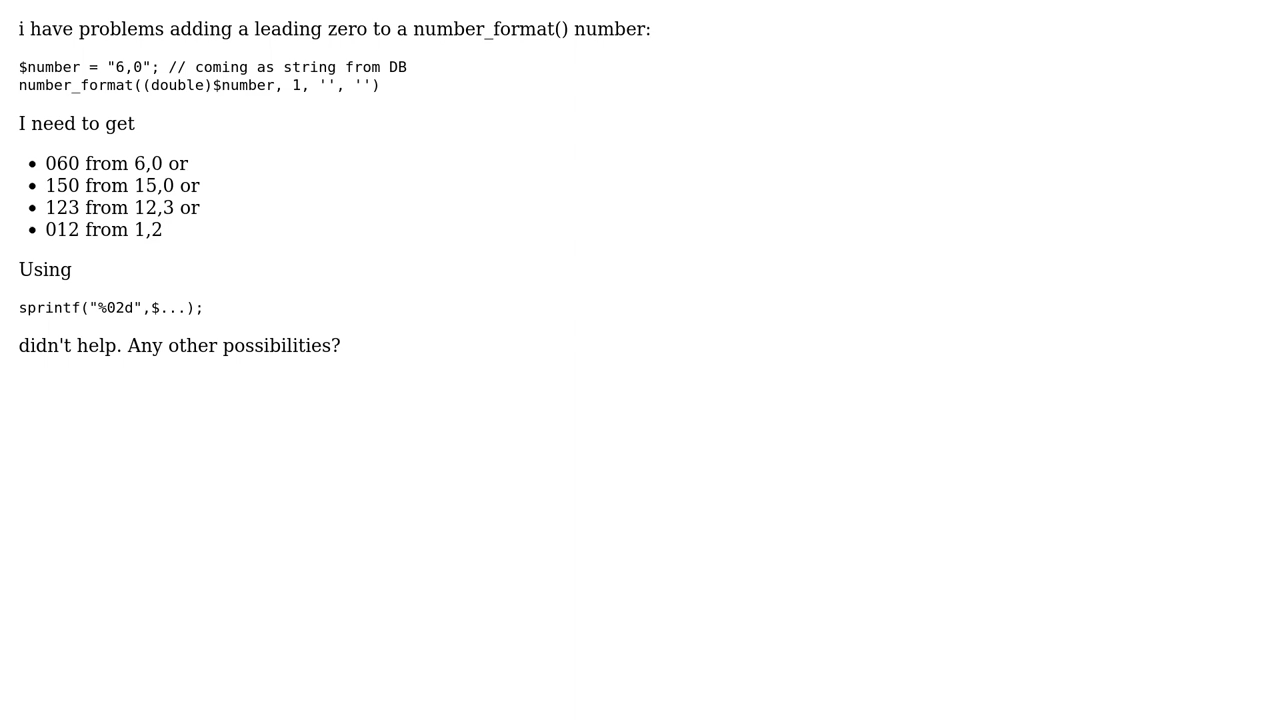 i have problems adding a leading zero to a number_format() number:
$number = "6,0"; // coming as string from DB
number_format((double)$number, 1, '', '')
I need to get
• 060 from 6,0 or
• 150 from 15,0 or
• 123 from 12,3 or
• 012 from 1,2
Using
sprintf("%02d",$...);
didn't help. Any other possibilities?